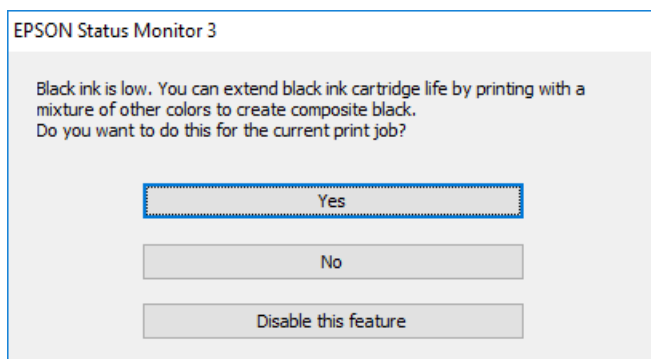 EPSON Status Monitor 3
Black ink is low. You can extend black ink cartridge life by printing with a
mixture of other colors to create composite black.
Do you want to do this for the current print job?
Yes
No
Disable this feature